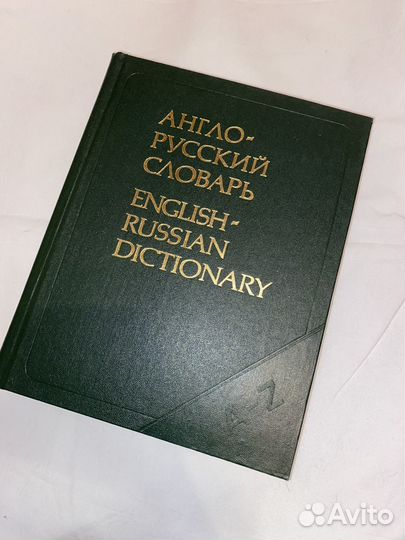 АНГЛО-
РУССКИЙ
СЛОВАРЬ
ENGLISH-
RUSSIAN
DICTIONARY
A Z
Avito